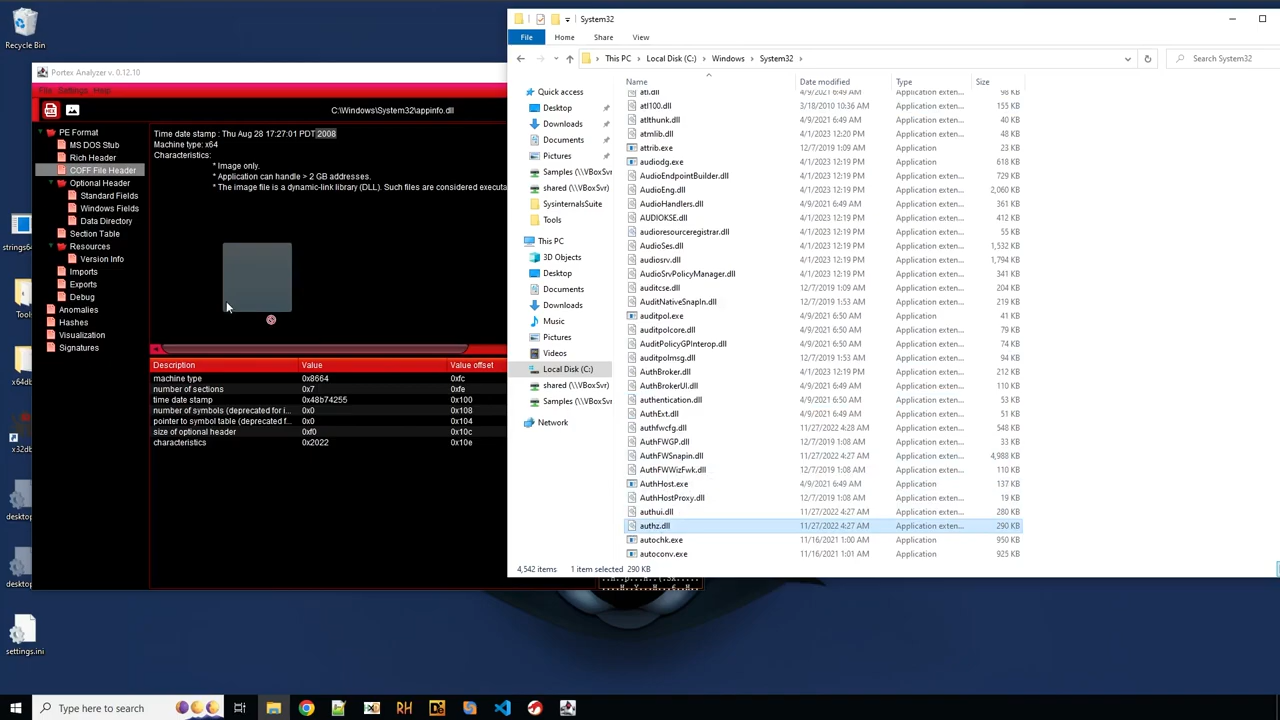 Recycle Bin
Portex Analyzer v. 0.12.10
File Settings Help
C:\Windows\System32\appinfo.dll
PE Format
MS DOS Stub
Rich Header
COFF File Header
Optional Header
Standard Fields
Windows Fields
Data Directory
Section Table
Resources
Version Info
Imports
Exports
Debug
Anomalies
Hashes
Visualization
Signatures
Time date stamp : Thu Aug 28 17:27:01 PDT 2008
Machine type: x64
Characteristics:
* Image only.
* Application can handle > 2 GB addresses.
* The image file is a dynamic-link library (DLL). Such files are considered executa
Description Value Value offset
machine type 0x8664 0xfc
number of sections 0x7 0xfe
time date stamp 0x48b74255 0x100
number of symbols (deprecated for i... 0x0 0x108
pointer to symbol table (deprecated f... 0x0 0x104
size of optional header 0xf0 0x10c
characteristics 0x2022 0x10e
strings64
x64db
x32db
desktop
desktop
settings.ini
System32
File Home Share View
This PC Local Disk (C:) Windows System32
Search System32
Quick access
Desktop
Downloads
Documents
Pictures
Samples (\\VBoxSvr)
shared (\\VBoxSvr)
SysinternalsSuite
Tools
This PC
3D Objects
Desktop
Documents
Downloads
Music
Pictures
Videos
Local Disk (C:)
shared (\\VBoxSvr)
Samples (\\VBoxSvr)
Network
Name Date modified Type Size
atl.dll 4/9/2021 6:49 AM Application exten... 98 KB
atl100.dll 3/18/2010 10:36 AM Application exten... 155 KB
atlthunk.dll 4/9/2021 6:49 AM Application exten... 40 KB
atmlib.dll 4/1/2023 12:20 PM Application exten... 48 KB
attrib.exe 12/7/2019 1:09 AM Application 23 KB
audiodg.exe 4/1/2023 12:19 PM Application 618 KB
AudioEndpointBuilder.dll 4/1/2023 12:19 PM Application exten... 729 KB
AudioEng.dll 4/1/2023 12:19 PM Application exten... 2,060 KB
AudioHandlers.dll 4/9/2021 6:49 AM Application exten... 361 KB
AUDIOKSE.dll 4/1/2023 12:19 PM Application exten... 412 KB
audioresourceregistrar.dll 4/1/2023 12:19 PM Application exten... 55 KB
AudioSes.dll 4/1/2023 12:19 PM Application exten... 1,532 KB
audiosrv.dll 4/1/2023 12:19 PM Application exten... 1,794 KB
AudioSrvPolicyManager.dll 4/1/2023 12:19 PM Application exten... 341 KB
auditcse.dll 12/7/2019 1:09 AM Application exten... 204 KB
AuditNativeSnapIn.dll 12/7/2019 1:53 AM Application exten... 219 KB
auditpol.exe 4/9/2021 6:50 AM Application 41 KB
auditpolcore.dll 4/9/2021 6:50 AM Application exten... 79 KB
AuditPolicyGPInterop.dll 4/9/2021 6:50 AM Application exten... 154 KB
auditpolmsg.dll 12/7/2019 1:53 AM Application exten... 94 KB
AuthBroker.dll 4/1/2023 12:19 PM Application exten... 212 KB
AuthBrokerUI.dll 4/9/2021 6:49 AM Application exten... 110 KB
authentication.dll 4/9/2021 6:50 AM Application exten... 34 KB
AuthExt.dll 4/9/2021 6:49 AM Application exten... 51 KB
authfwcfg.dll 11/27/2022 4:28 AM Application exten... 548 KB
AuthFWGP.dll 12/7/2019 1:08 AM Application exten... 33 KB
AuthFWSnapin.dll 11/27/2022 4:27 AM Application exten... 4,988 KB
AuthFWWizFwk.dll 12/7/2019 1:08 AM Application exten... 110 KB
AuthHost.exe 4/9/2021 6:49 AM Application 137 KB
AuthHostProxy.dll 12/7/2019 1:08 AM Application exten... 19 KB
authui.dll 11/27/2022 4:27 AM Application exten... 280 KB
authz.dll 11/27/2022 4:27 AM Application exten... 290 KB
autochk.exe 11/16/2021 1:00 AM Application 950 KB
autoconv.exe 11/16/2021 1:01 AM Application 925 KB
4,542 items 1 item selected 290 KB
Type here to search